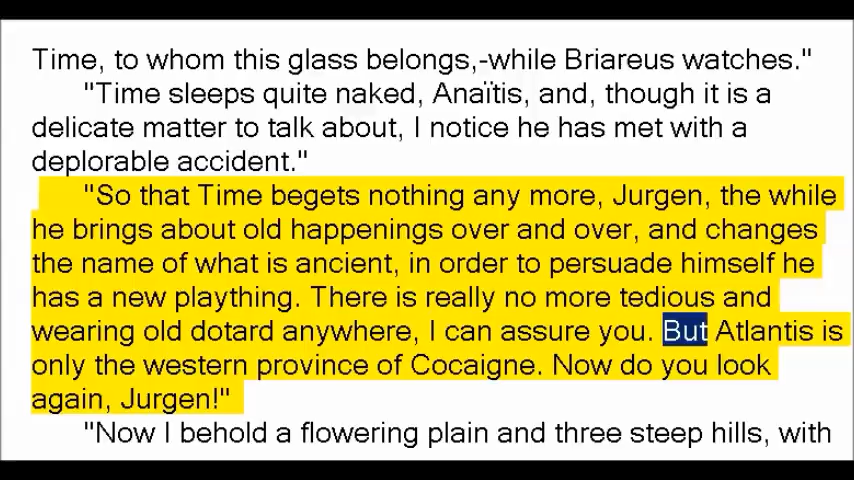 Time, to whom this glass belongs,-while Briareus watches."
"Time sleeps quite naked, Anaïtis, and, though it is a
delicate matter to talk about, I notice he has met with a
deplorable accident."
"So that Time begets nothing any more, Jurgen, the while
he brings about old happenings over and over, and changes
the name of what is ancient, in order to persuade himself he
has a new plaything. There is really no more tedious and
wearing old dotard anywhere, I can assure you. But Atlantis is
only the western province of Cocaigne. Now do you look
again, Jurgen!"
"Now I behold a flowering plain and three steep hills, with